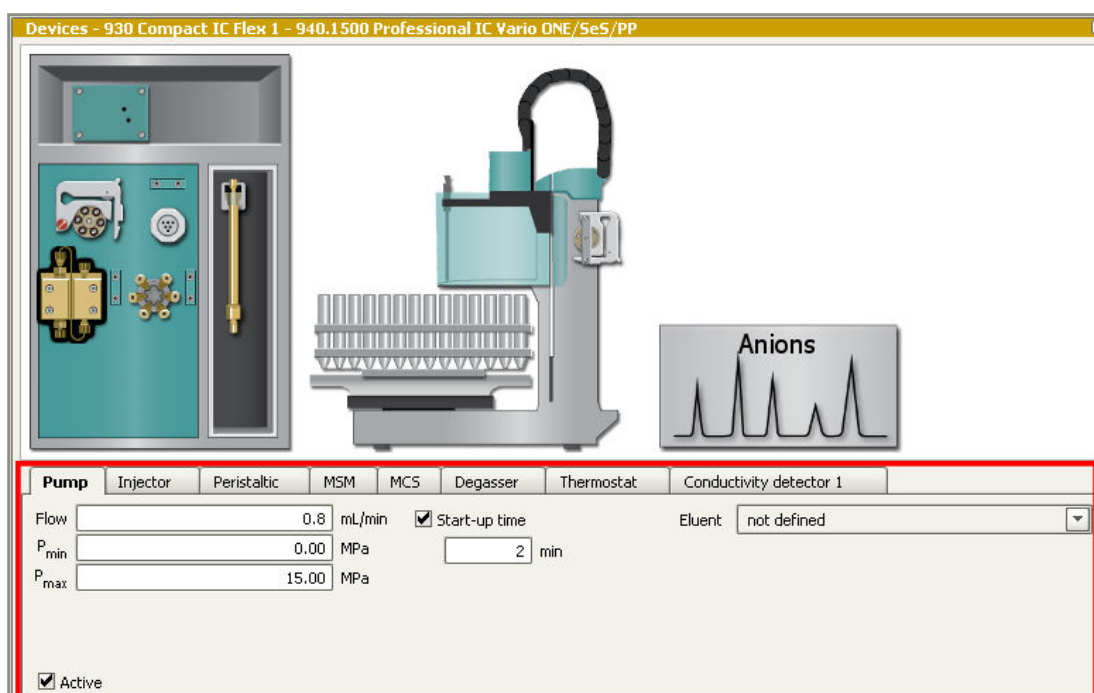 Devices - 930 Compact IC Flex 1 - 940.1500 Professional IC Vario ONE/SeS/PP
Anions
Pump Injector Peristaltic MSM MCS Degasser Thermostat Conductivity detector 1
Flow 0.8 mL/min Start-up time Eluent not defined
Pmin 0.00 MPa 2 min
Pmax 15.00 MPa
Active